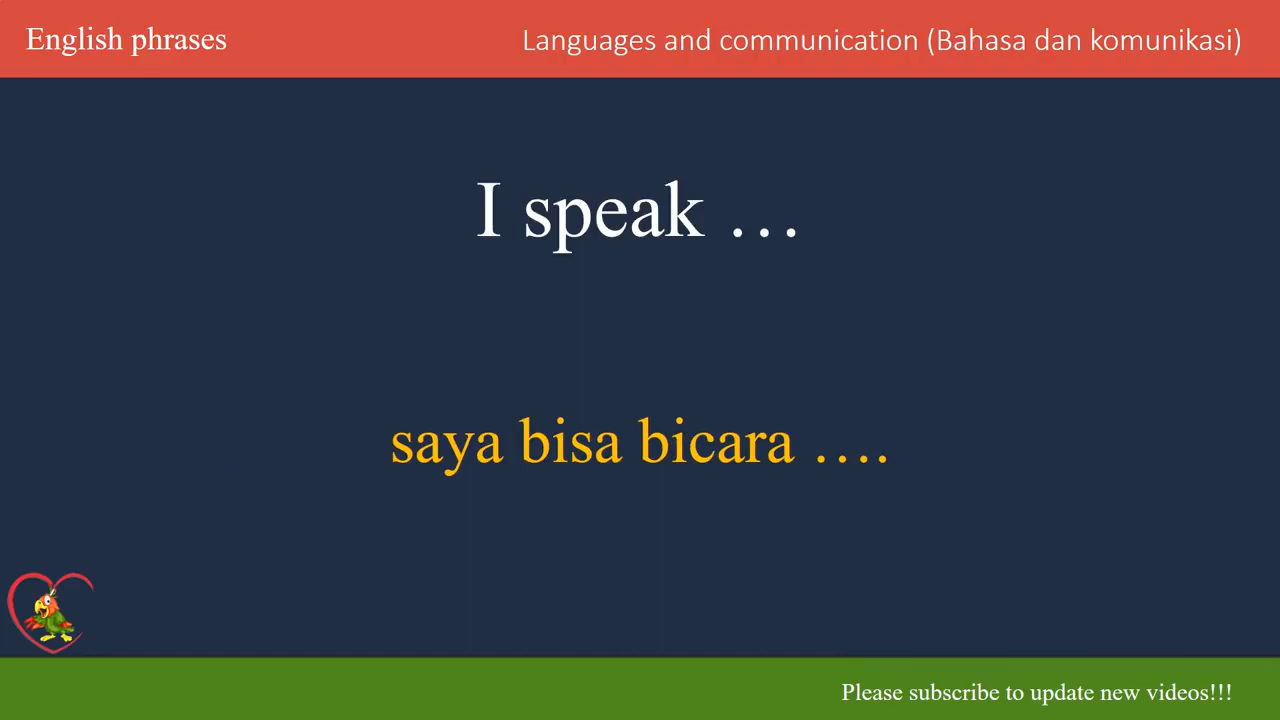 English phrases
Languages and communication (Bahasa dan komunikasi)
I speak …
saya bisa bicara ….
Please subscribe to update new videos!!!